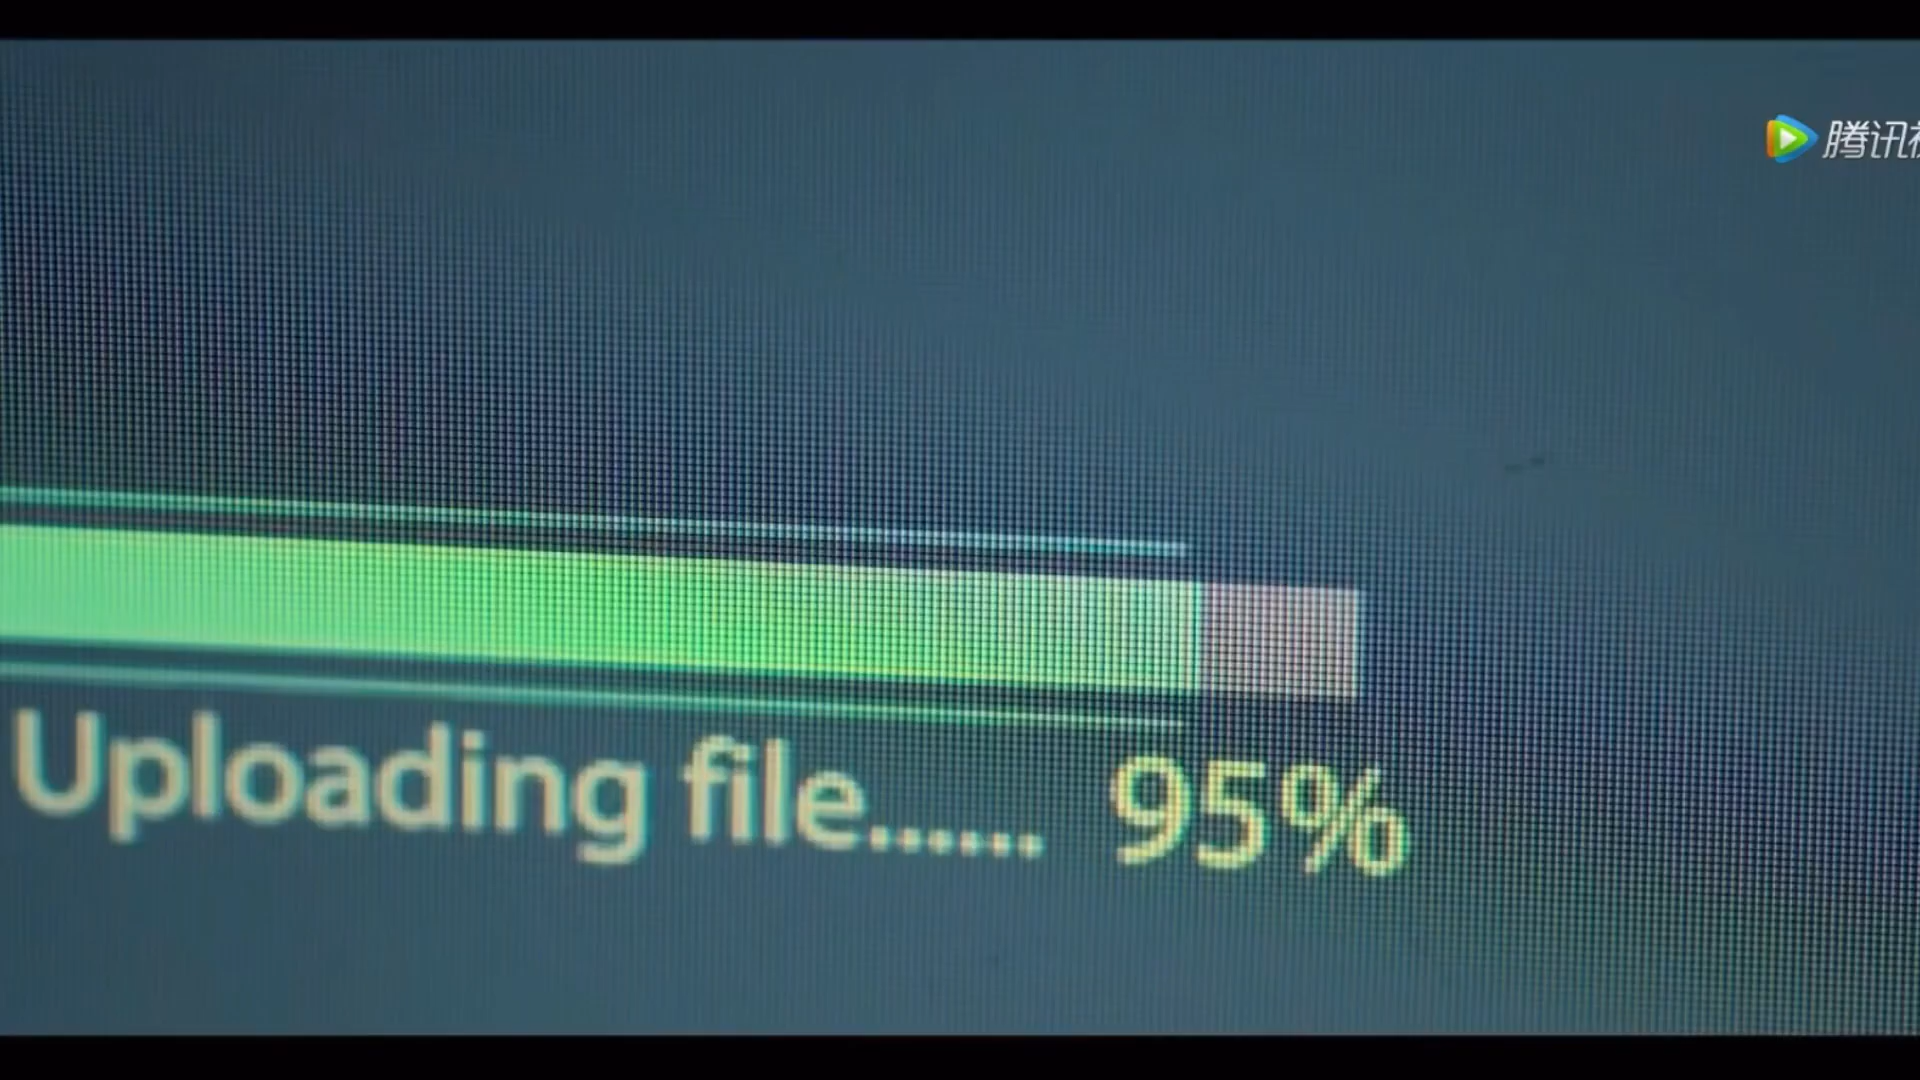 腾讯
Uploading file...... 95%